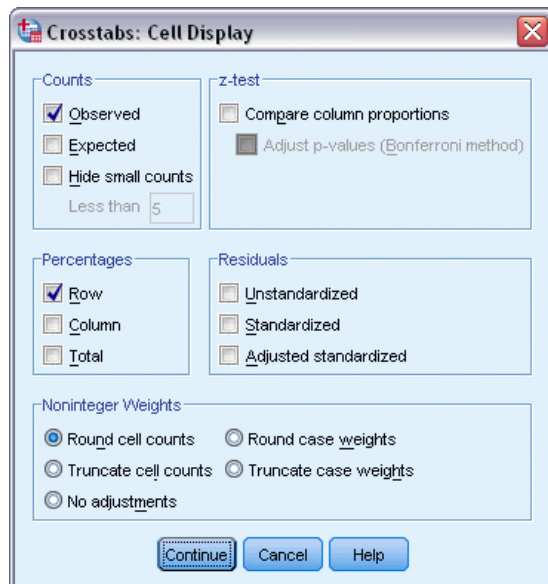 Crosstabs: Cell Display
Counts
Observed
Expected
Hide small counts
Less than 5
z-test
Compare column proportions
Adjust p-values (Bonferroni method)
Percentages
Row
Column
Total
Residuals
Unstandardized
Standardized
Adjusted standardized
Noninteger Weights
Round cell counts
Round case weights
Truncate cell counts
Truncate case weights
No adjustments
Continue
Cancel
Help